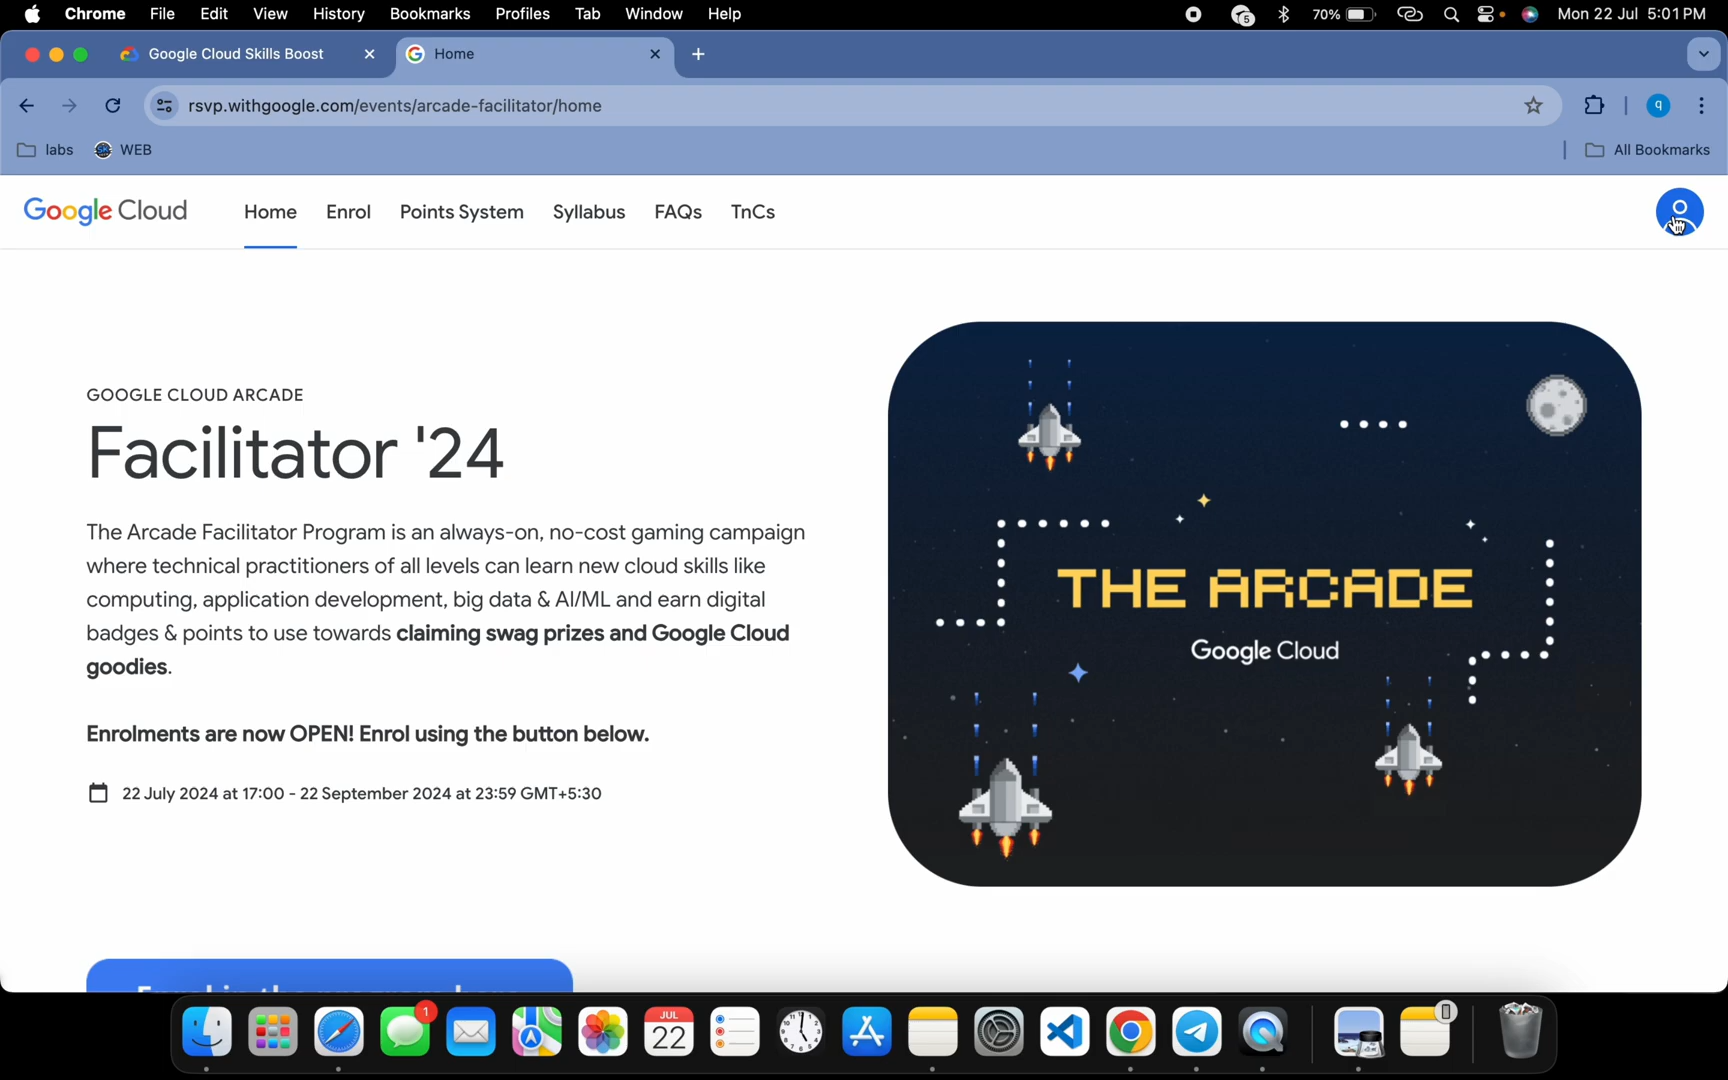 Chrome File Edit View History Bookmarks Profiles Tab Window Help 5 70% Mon 22 Jul 5:01 PM
Google Cloud Skills Boost Home
rsvp.withgoogle.com/events/arcade-facilitator/home q
labs WEB All Bookmarks
Google Cloud Home Enrol Points System Syllabus FAQs TnCs
GOOGLE CLOUD ARCADE
Facilitator '24
The Arcade Facilitator Program is an always-on, no-cost gaming campaign
where technical practitioners of all levels can learn new cloud skills like
computing, application development, big data & AI/ML and earn digital
badges & points to use towards claiming swag prizes and Google Cloud
goodies.
Enrolments are now OPEN! Enrol using the button below.
22 July 2024 at 17:00 - 22 September 2024 at 23:59 GMT+5:30
THE ARCADE
Google Cloud
1
JUL
22